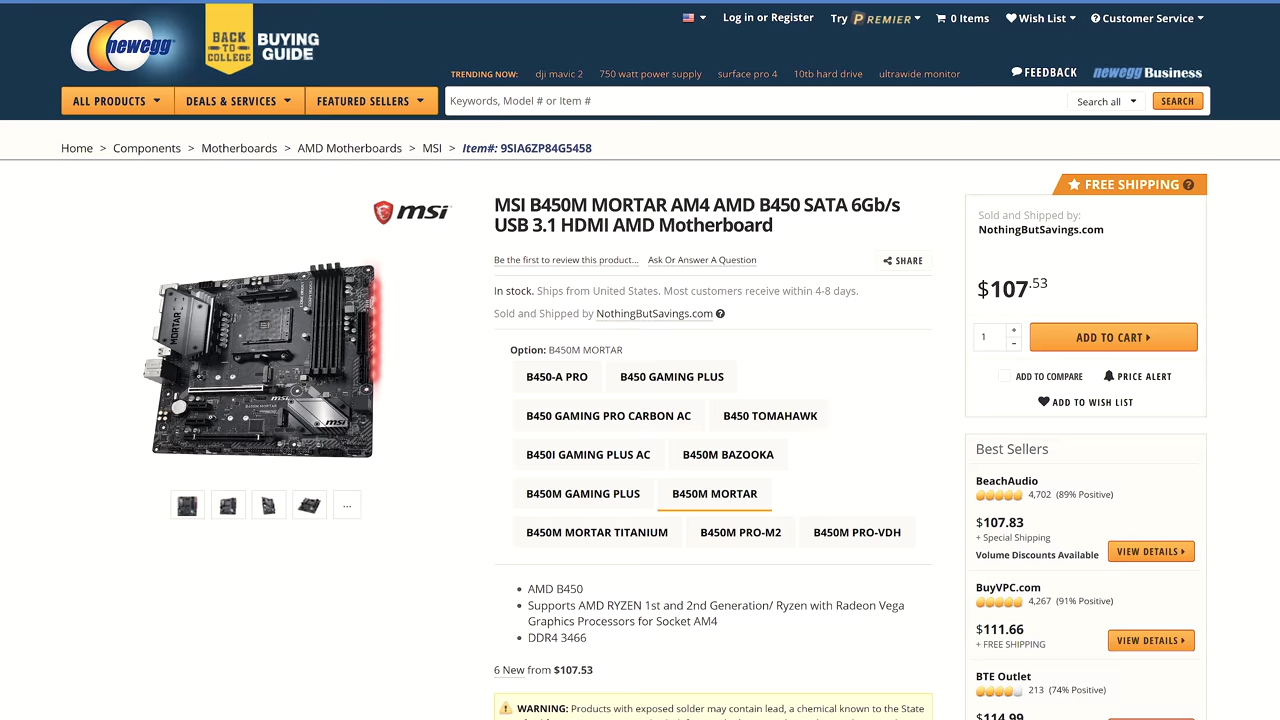 Log in or Register
Try PREMIER
0 Items
Wish List
Customer Service
newegg
BACK TO COLLEGE
BUYING GUIDE
TRENDING NOW: dji mavic 2 750 watt power supply surface pro 4 10tb hard drive ultrawide monitor
FEEDBACK
newegg Business
ALL PRODUCTS
DEALS & SERVICES
FEATURED SELLERS
Keywords, Model # or Item #
Search all
SEARCH
Home > Components > Motherboards > AMD Motherboards > MSI > Item#: 9SIA6ZP84G5458
msi
MORTAR
msi
MSI B450M MORTAR AM4 AMD B450 SATA 6Gb/s
USB 3.1 HDMI AMD Motherboard
Be the first to review this product...
Ask Or Answer A Question
SHARE
In stock. Ships from United States. Most customers receive within 4-8 days.
Sold and Shipped by NothingButSavings.com
Option: B450M MORTAR
B450-A PRO
B450 GAMING PLUS
B450 GAMING PRO CARBON AC
B450 TOMAHAWK
B450I GAMING PLUS AC
B450M BAZOOKA
B450M GAMING PLUS
B450M MORTAR
B450M MORTAR TITANIUM
B450M PRO-M2
B450M PRO-VDH
• AMD B450
• Supports AMD RYZEN 1st and 2nd Generation/ Ryzen with Radeon Vega
Graphics Processors for Socket AM4
• DDR4 3466
6 New from $107.53
WARNING: Products with exposed solder may contain lead, a chemical known to the State
FREE SHIPPING
Sold and Shipped by:
NothingButSavings.com
$107.53
1
ADD TO CART
ADD TO COMPARE
PRICE ALERT
ADD TO WISH LIST
Best Sellers
BeachAudio
4,702 (89% Positive)
$107.83
+ Special Shipping
Volume Discounts Available
VIEW DETAILS
BuyVPC.com
4,267 (91% Positive)
$111.66
+ FREE SHIPPING
VIEW DETAILS
BTE Outlet
213 (74% Positive)
$114.99